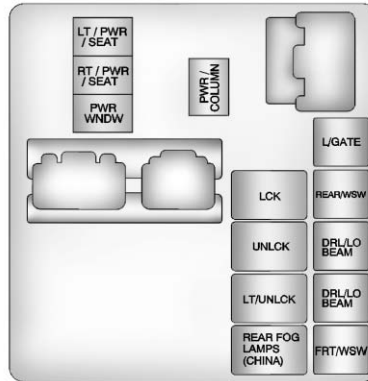 LT / PWR
/ SEAT
RT / PWR
/ SEAT
PWR
WNDW
PWR /
COLUMN
L/GATE
LCK
REAR/WSW
UNLCK
DRL/LO
BEAM
LT/UNLCK
DRL/LO
BEAM
REAR FOG
LAMPS
(CHINA)
FRT/WSW